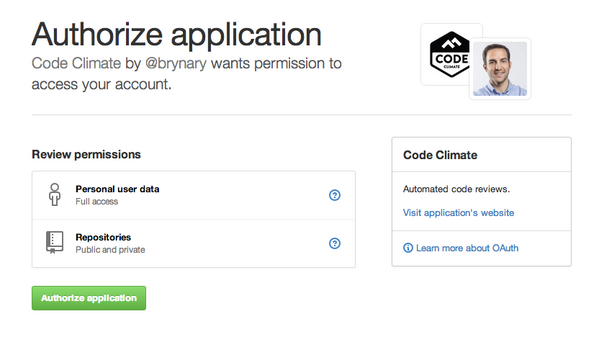 Authorize application
Code Climate by @brynary wants permission to
access your account.
CODE
CLIMATE
Review permissions
Personal user data
Full access
?
Repositories
Public and private
?
Authorize application
Code Climate
Automated code reviews.
Visit application's website
Learn more about OAuth